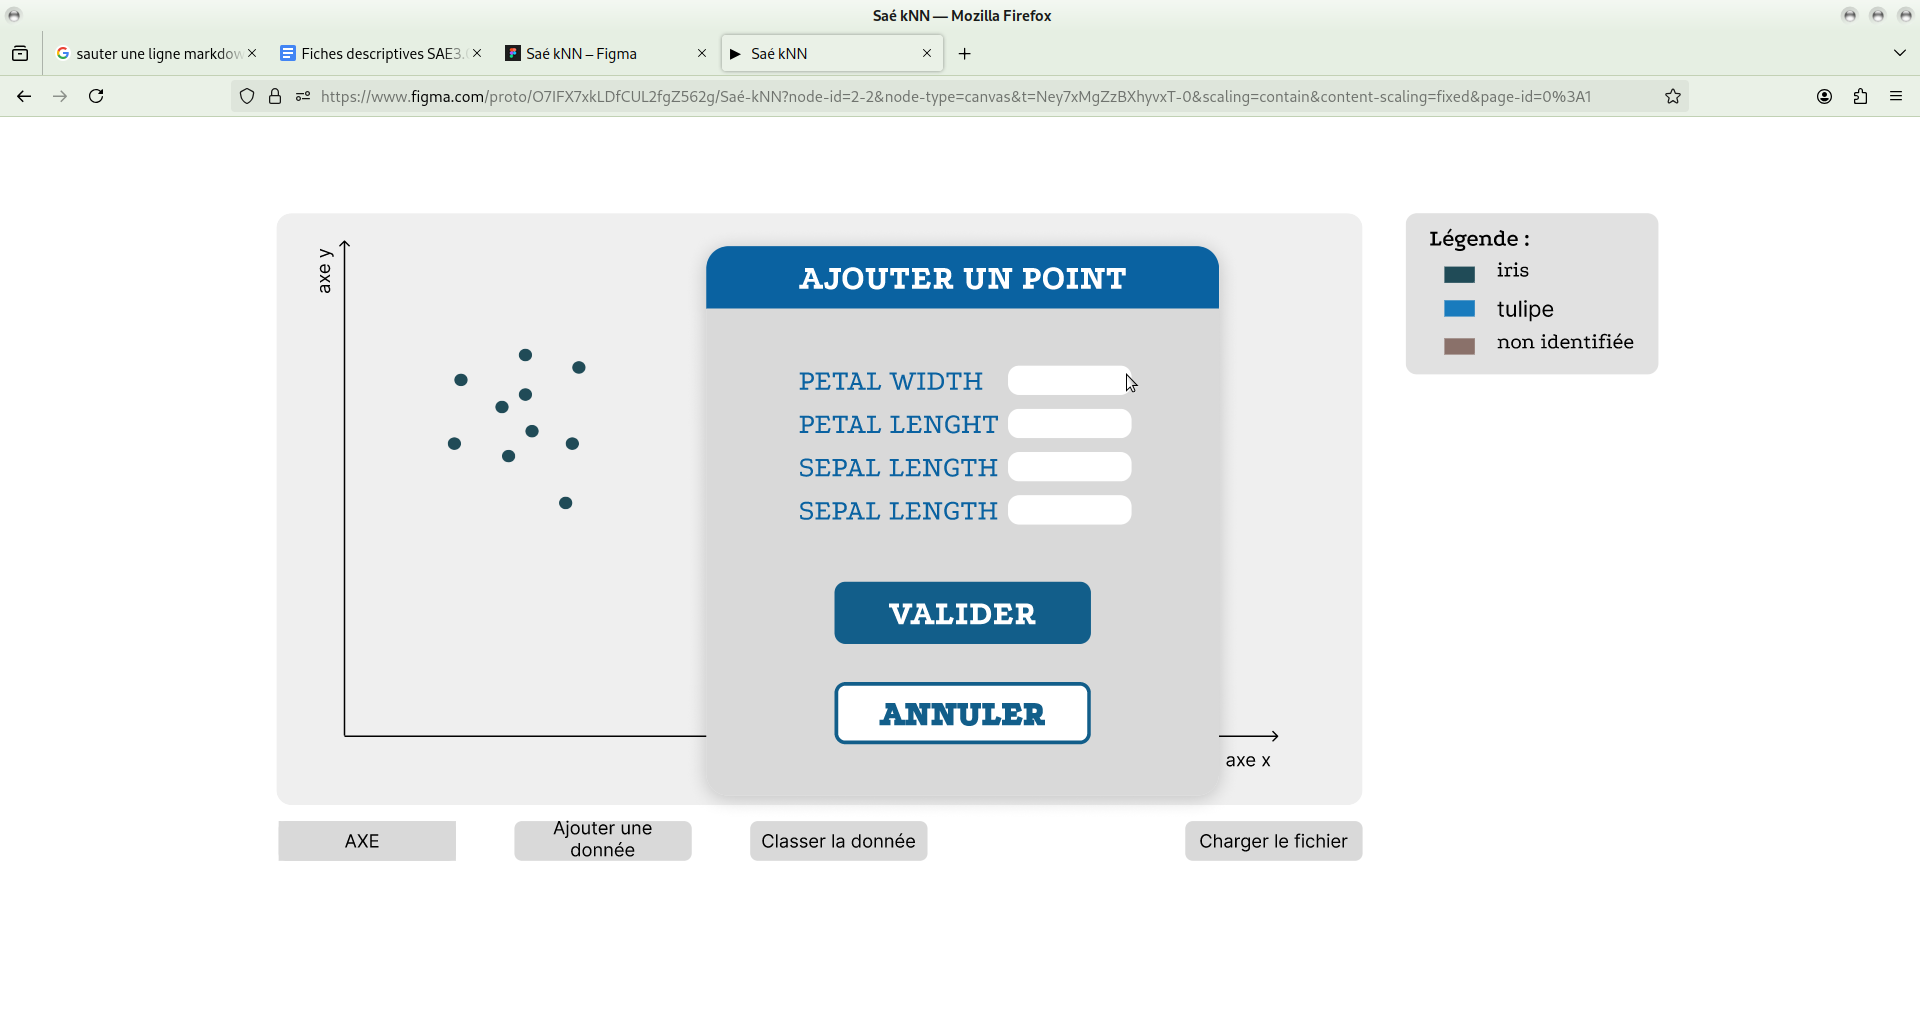 Saé kNN — Mozilla Firefox
sauter une ligne markdow
Fiches descriptives SAE3.
Saé kNN – Figma
Saé kNN
https://www.figma.com/proto/O7IFX7xkLDfCUL2fgZ562g/Saé-kNN?node-id=2-2&node-type=canvas&t=Ney7xMgZzBXhyvxT-0&scaling=contain&content-scaling=fixed&page-id=0%3A1
axe y
AJOUTER UN POINT
PETAL WIDTH
PETAL LENGHT
SEPAL LENGTH
SEPAL LENGTH
VALIDER
ANNULER
axe x
Légende :
iris
tulipe
non identifiée
AXE
Ajouter une
donnée
Classer la donnée
Charger le fichier